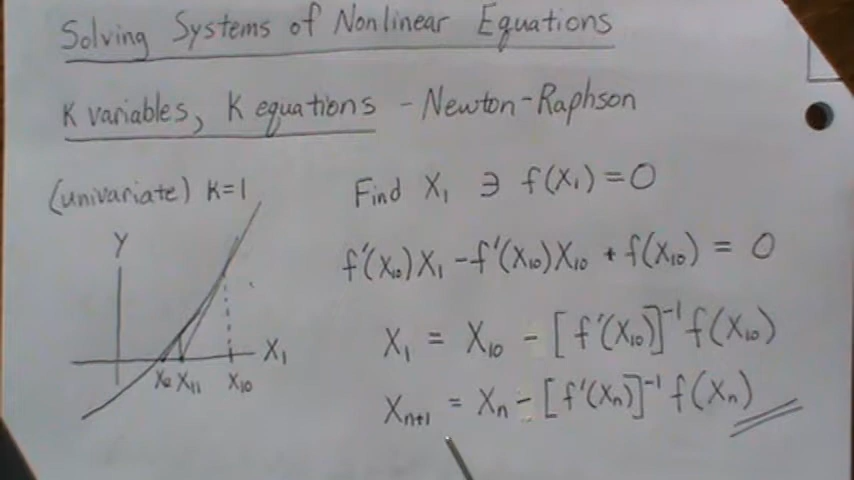 Solving Systems of Nonlinear Equations
K variables, K equations - Newton-Raphson
(univariate) K=1
Find X₁ ∋ f(X₁) = 0
Y
f'(X₁₀)X₁ - f'(X₁₀)X₁₀ + f(X₁₀) = 0
X₁ = X₁₀ - [f'(X₁₀)]⁻¹ f(X₁₀)
X₁
X₁₁ X₁₀
Xₙ₊₁ = Xₙ - [f'(Xₙ)]⁻¹ f(Xₙ)